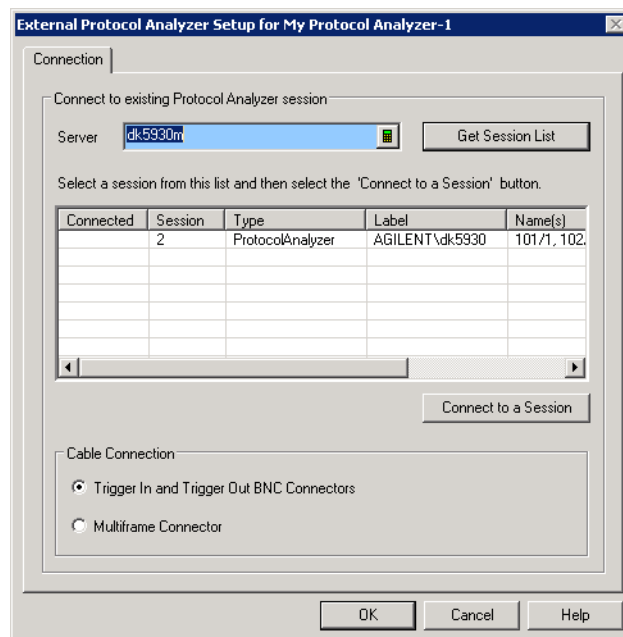 External Protocol Analyzer Setup for My Protocol Analyzer-1
Connection
Connect to existing Protocol Analyzer session
Server dk5930m Get Session List
Select a session from this list and then select the 'Connect to a Session' button.
Connected Session Type Label Name(s)
2 ProtocolAnalyzer AGILENT\dk5930 101/1, 102.
Connect to a Session
Cable Connection
Trigger In and Trigger Out BNC Connectors
Multiframe Connector
OK Cancel Help